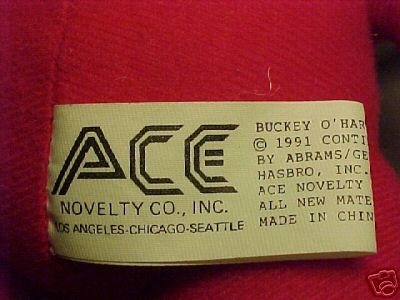 ACE
NOVELTY CO., INC.
LOS ANGELES-CHICAGO-SEATTLE
BUCKEY O'HAR
© 1991 CONTI
BY ABRAMS/GE
HASBRO, INC.
ACE NOVELTY
ALL NEW MATE
MADE IN CHIN